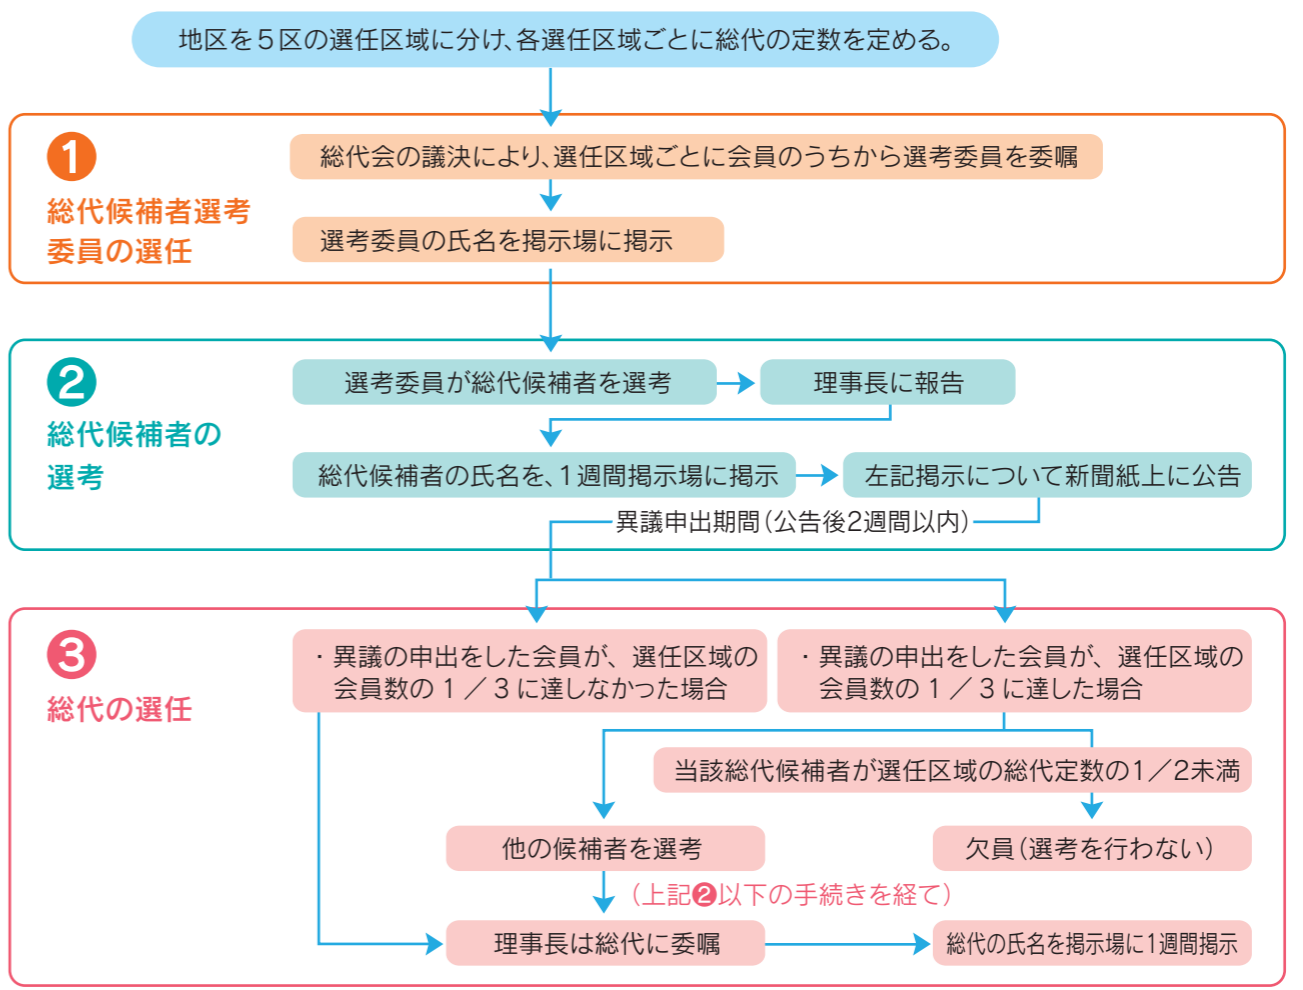 地区を５区の選任区域に分け、各選任区域ごとに総代の定数を定める。
❶
総代候補者選考
委員の選任
総代会の議決により、選任区域ごとに会員のうちから選考委員を委嘱
選考委員の氏名を掲示場に掲示
❷
総代候補者の
選考
選考委員が総代候補者を選考
理事長に報告
総代候補者の氏名を、1週間掲示場に掲示
左記掲示について新聞紙上に公告
異議申出期間（公告後2週間以内）
❸
総代の選任
・異議の申出をした会員が、選任区域の
会員数の１／３に達しなかった場合
・異議の申出をした会員が、選任区域の
会員数の１／３に達した場合
当該総代候補者が選任区域の総代定数の1／2未満
他の候補者を選考
欠員（選考を行わない）
（上記❷以下の手続きを経て）
理事長は総代に委嘱
総代の氏名を掲示場に1週間掲示